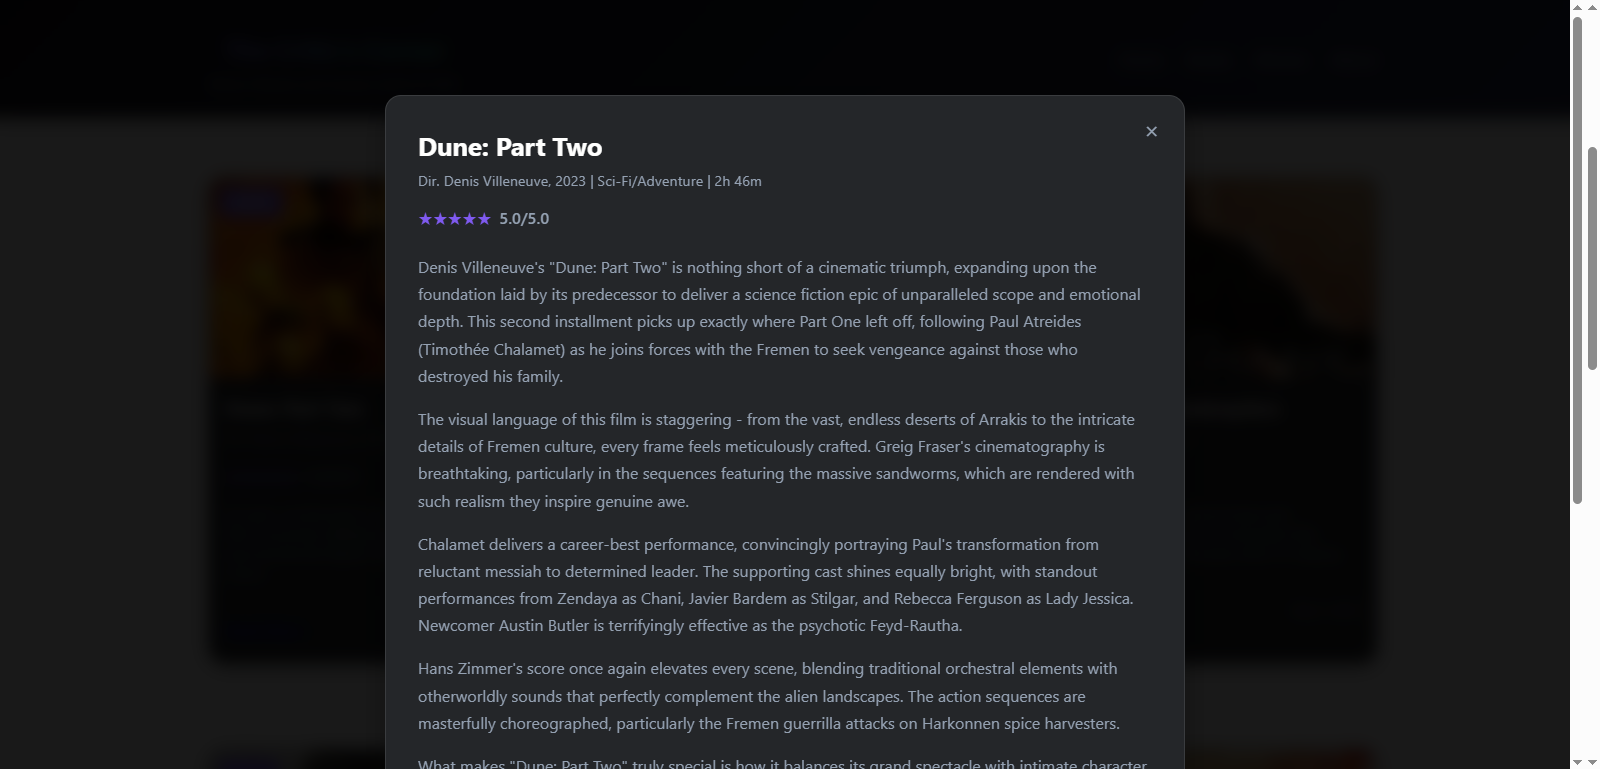 Dune: Part Two
Dir. Denis Villeneuve, 2023 | Sci-Fi/Adventure | 2h 46m
★★★★★ 5.0/5.0
Denis Villeneuve's "Dune: Part Two" is nothing short of a cinematic triumph, expanding upon the
foundation laid by its predecessor to deliver a science fiction epic of unparalleled scope and emotional
depth. This second installment picks up exactly where Part One left off, following Paul Atreides
(Timothée Chalamet) as he joins forces with the Fremen to seek vengeance against those who
destroyed his family.
The visual language of this film is staggering - from the vast, endless deserts of Arrakis to the intricate
details of Fremen culture, every frame feels meticulously crafted. Greig Fraser's cinematography is
breathtaking, particularly in the sequences featuring the massive sandworms, which are rendered with
such realism they inspire genuine awe.
Chalamet delivers a career-best performance, convincingly portraying Paul's transformation from
reluctant messiah to determined leader. The supporting cast shines equally bright, with standout
performances from Zendaya as Chani, Javier Bardem as Stilgar, and Rebecca Ferguson as Lady Jessica.
Newcomer Austin Butler is terrifyingly effective as the psychotic Feyd-Rautha.
Hans Zimmer's score once again elevates every scene, blending traditional orchestral elements with
otherworldly sounds that perfectly complement the alien landscapes. The action sequences are
masterfully choreographed, particularly the Fremen guerrilla attacks on Harkonnen spice harvesters.
What makes "Dune: Part Two" truly special is how it balances its grand spectacle with intimate character